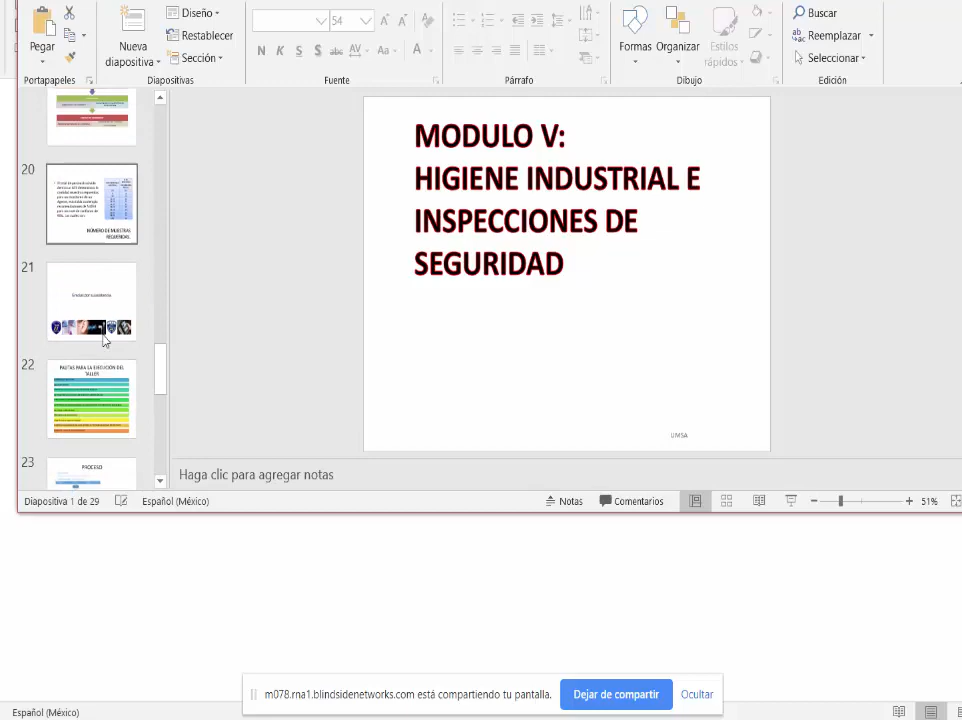 Pegar
Portapapeles
Nueva
diapositiva
Diseño
Restablecer
Sección
Diapositivas
54
N K S S abc AV Aa A
Fuente
Párrafo
Formas
Organizar
Estilos
rápidos
Dibujo
Buscar
Reemplazar
Seleccionar
Edición
20
NÚMERO DE MUESTRAS
21
22
PAUTAS PARA LA EJECUCIÓN DEL
TALLER
23
PROCESO
MODULO V:
HIGIENE INDUSTRIAL E
INSPECCIONES DE
SEGURIDAD
UMSA
Haga clic para agregar notas
Diapositiva 1 de 29
Español (México)
Notas
Comentarios
51%
m078.rna1.blindsidenetworks.com está compartiendo tu pantalla.
Dejar de compartir
Ocultar
Español (México)